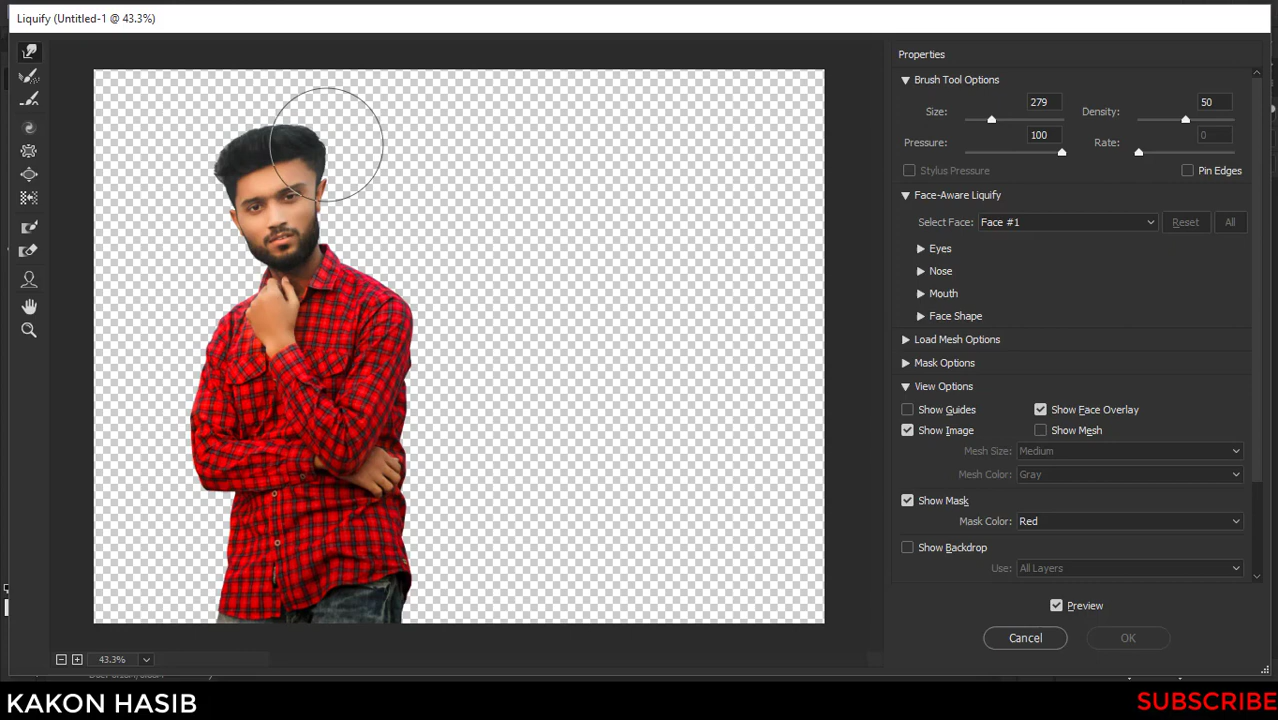 Liquify (Untitled-1 @ 43.3%)
Properties
Brush Tool Options
Size: 279
Density: 50
Pressure: 100
Rate: 0
Stylus Pressure
Pin Edges
Face-Aware Liquify
Select Face: Face #1 Reset All
Eyes
Nose
Mouth
Face Shape
Load Mesh Options
Mask Options
View Options
Show Guides
Show Face Overlay
Show Image
Show Mesh
Mesh Size: Medium
Mesh Color: Gray
Show Mask
Mask Color: Red
Show Backdrop
Use: All Layers
Preview
Cancel OK
43.3%
KAKON HASIB
SUBSCRIBE